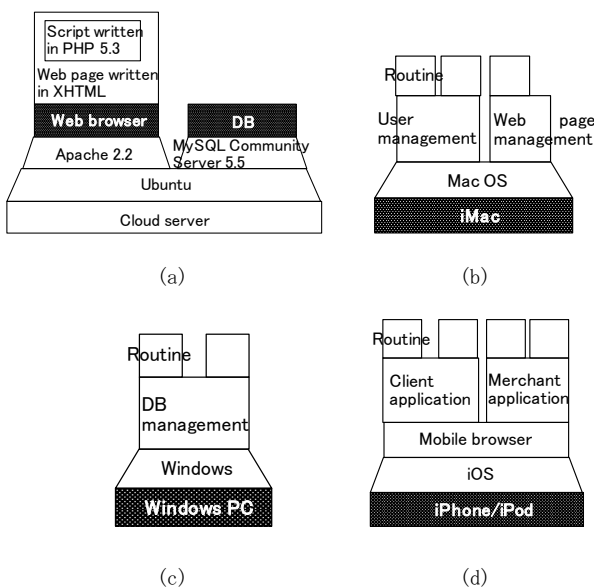 Script written
in PHP 5.3
Web page written
in XHTML
Web browser
DB
Apache 2.2
MySQL Community
Server 5.5
Ubuntu
Cloud server
(a)
Routine
User
management
Web page
management
Mac OS
iMac
(b)
Routine
DB
management
Windows
Windows PC
(c)
Routine
Client
application
Merchant
application
Mobile browser
iOS
iPhone/iPod
(d)